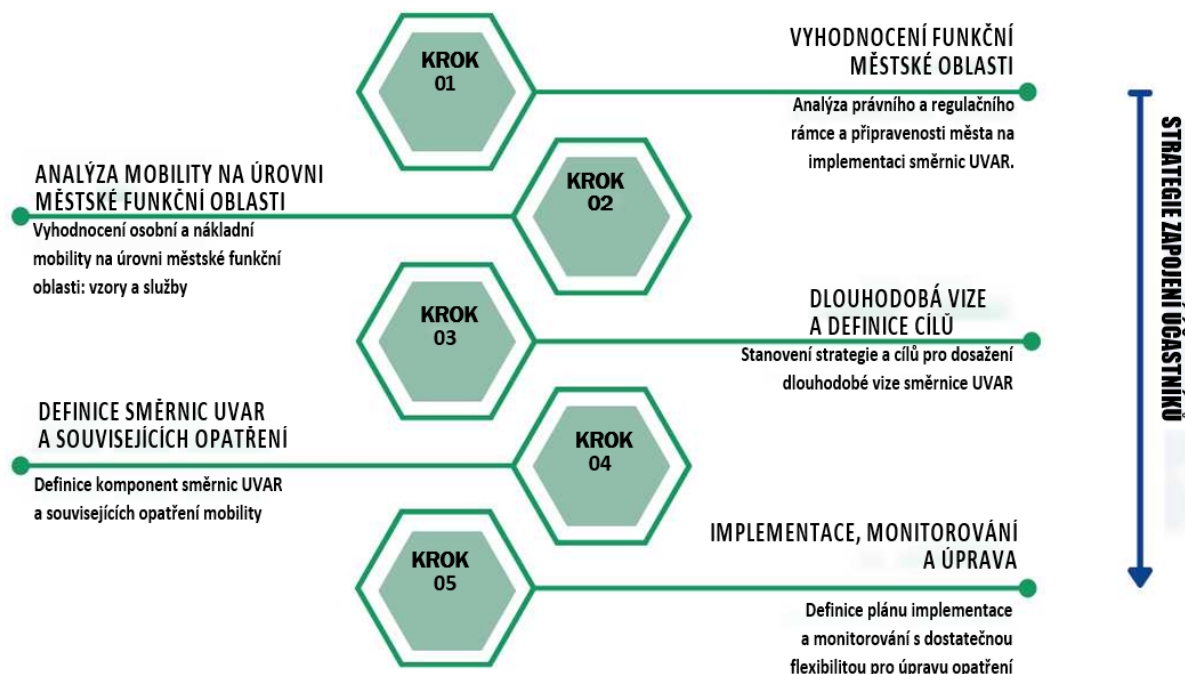 KROK
01
VYHODNOCENÍ FUNKČNÍ
MĚSTSKÉ OBLASTI
Analýza právního a regulačního
rámce a připravenosti města na
implementaci směrnic UVAR.
KROK
02
ANALÝZA MOBILITY NA ÚROVNI
MĚSTSKÉ FUNKČNÍ OBLASTI
Vyhodnocení osobní a nákladní
mobility na úrovni městské funkční
oblasti: vzory a služby
KROK
03
DLOUHODOBÁ VIZE
A DEFINICE CÍLŮ
Stanovení strategie a cílů pro dosažení
dlouhodobé vize směrnice UVAR
KROK
04
DEFINICE SMĚRNIC UVAR
A SOUVISEJÍCÍCH OPATŘENÍ
Definice komponent směrnic UVAR
a souvisejících opatření mobility
KROK
05
IMPLEMENTACE, MONITOROVÁNÍ
A ÚPRAVA
Definice plánu implementace
a monitorování s dostatečnou
flexibilitou pro úpravu opatření
STRATEGIE ZAPOJENÍ ÚČASTNÍKŮ